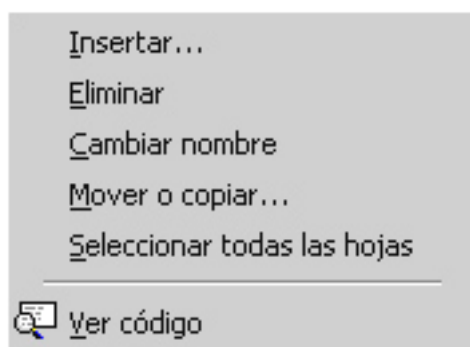 Insertar...
Eliminar
Cambiar nombre
Mover o copiar...
Seleccionar todas las hojas
Ver código